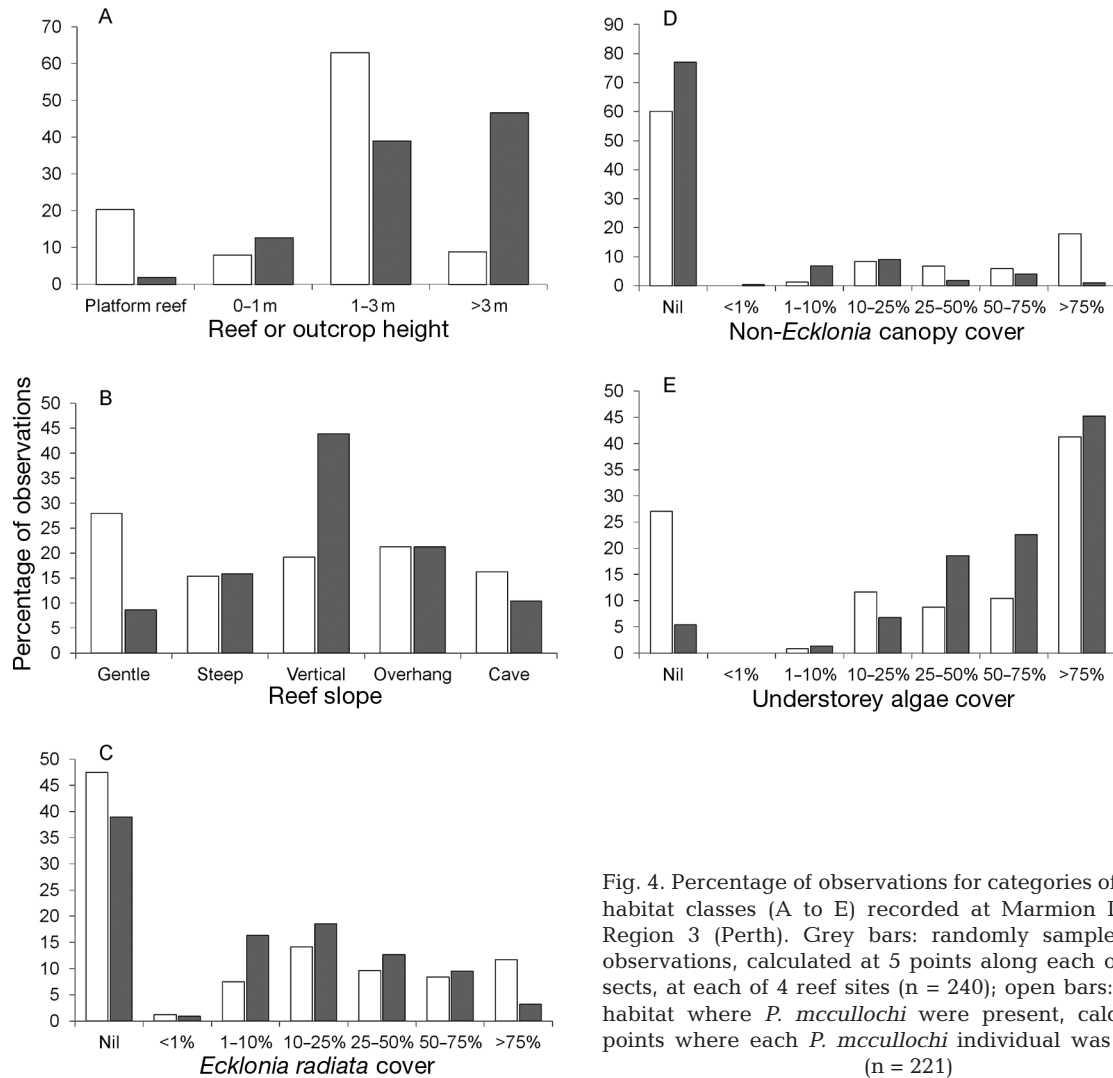 A
70
60
50
40
30
20
10
0
Platform reef 0–1 m 1–3 m >3 m
Reef or outcrop height
B
Percentage of observations
50
45
40
35
30
25
20
15
10
5
0
Gentle Steep Vertical Overhang Cave
Reef slope
C
50
45
40
35
30
25
20
15
10
5
0
Nil <1% 1–10% 10–25% 25–50% 50–75% >75%
Ecklonia radiata cover
D
90
80
70
60
50
40
30
20
10
0
Nil <1% 1–10% 10–25% 25–50% 50–75% >75%
Non-Ecklonia canopy cover
E
50
45
40
35
30
25
20
15
10
5
0
Nil <1% 1–10% 10–25% 25–50% 50–75% >75%
Understorey algae cover
Fig. 4. Percentage of observations for categories of
habitat classes (A to E) recorded at Marmion
Region 3 (Perth). Grey bars: randomly sample
observations, calculated at 5 points along each o
sects, at each of 4 reef sites (n = 240); open bars:
habitat where P. mccullochi were present, calc
points where each P. mccullochi individual was
(n = 221)